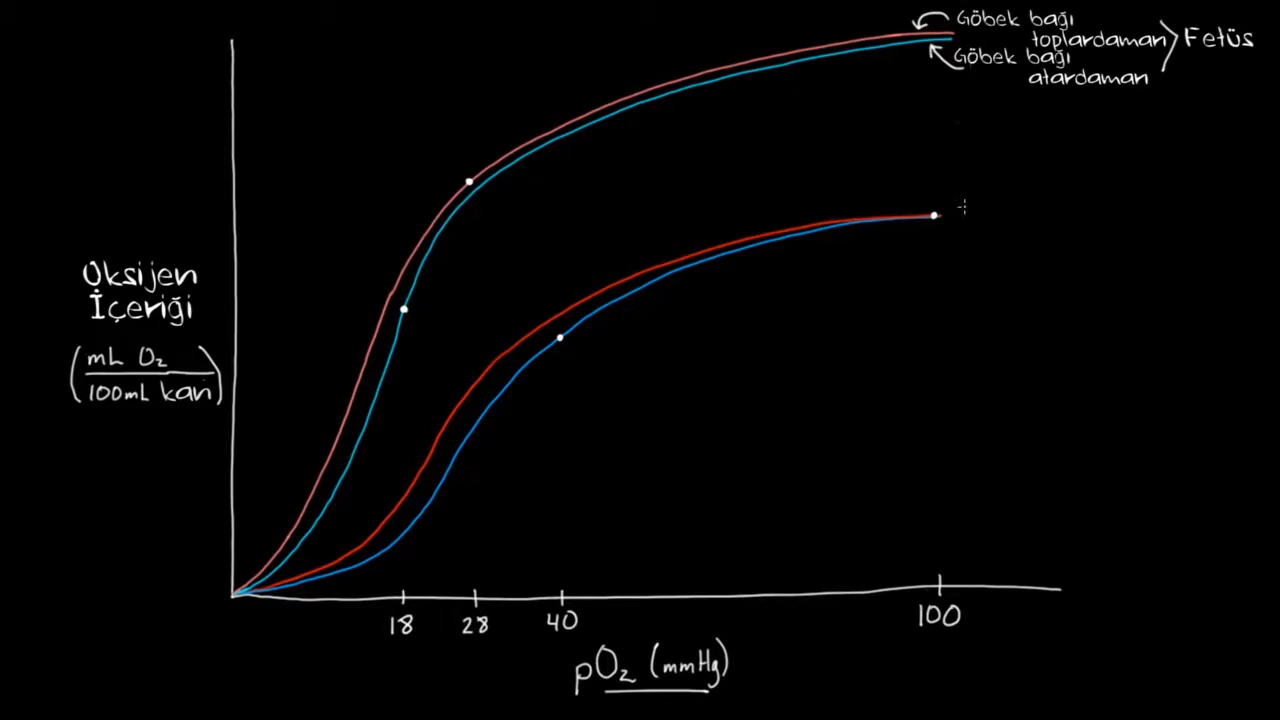 Göbek bağı
toplardaman
Göbek bağı
atardaman
Fetüs
Oksijen
İçeriği
mL O₂
100mL kan
18
28
40
100
pO₂ (mmHg)